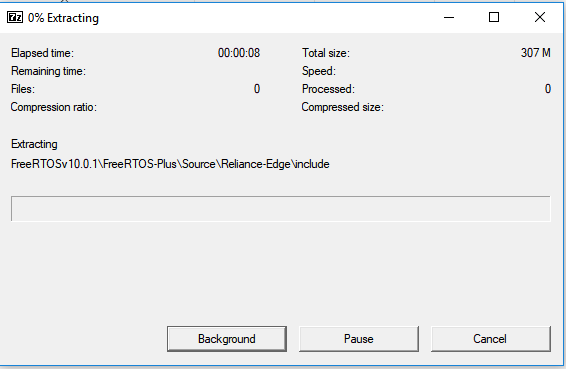 7z 0% Extracting
Elapsed time: 00:00:08 Total size: 307 M
Remaining time: Speed:
Files: 0 Processed: 0
Compression ratio: Compressed size:
Extracting
FreeRTOSv10.0.1\FreeRTOS-Plus\Source\Reliance-Edge\include
Background Pause Cancel